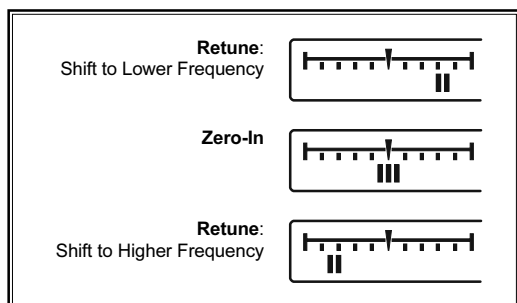 Retune:
Shift to Lower Frequency
Zero-In
Retune:
Shift to Higher Frequency